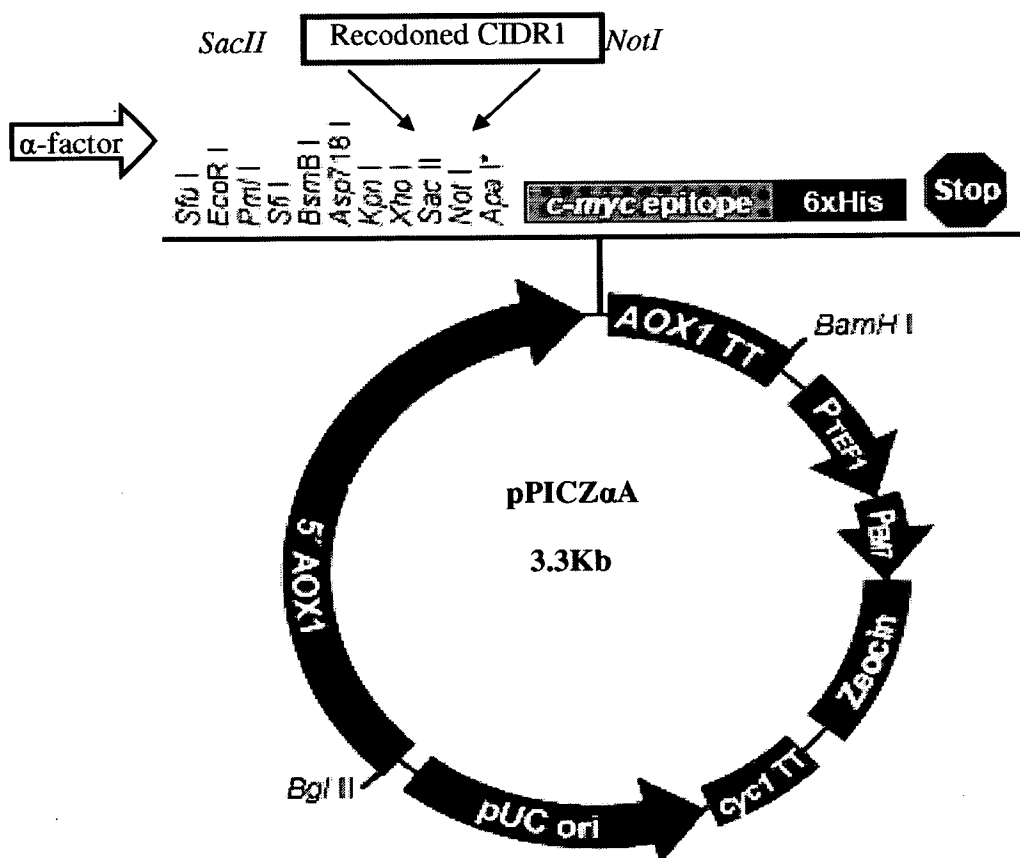 SacII
Recodoned CIDR1
NotI
α-factor
Sfu I
EcoR I
Pml I
Sfi I
BsmB I
Asp718 I
Kpn I
Xho I
Sac II
Not I
Apa I*
c-myc epitope
6xHis
Stop
AOX1 TT
BamH I
PTEF1
PEM7
Zeocin
cyc1 TT
pUC ori
Bgl II
5´ AOX1
pPICZαA
3.3Kb